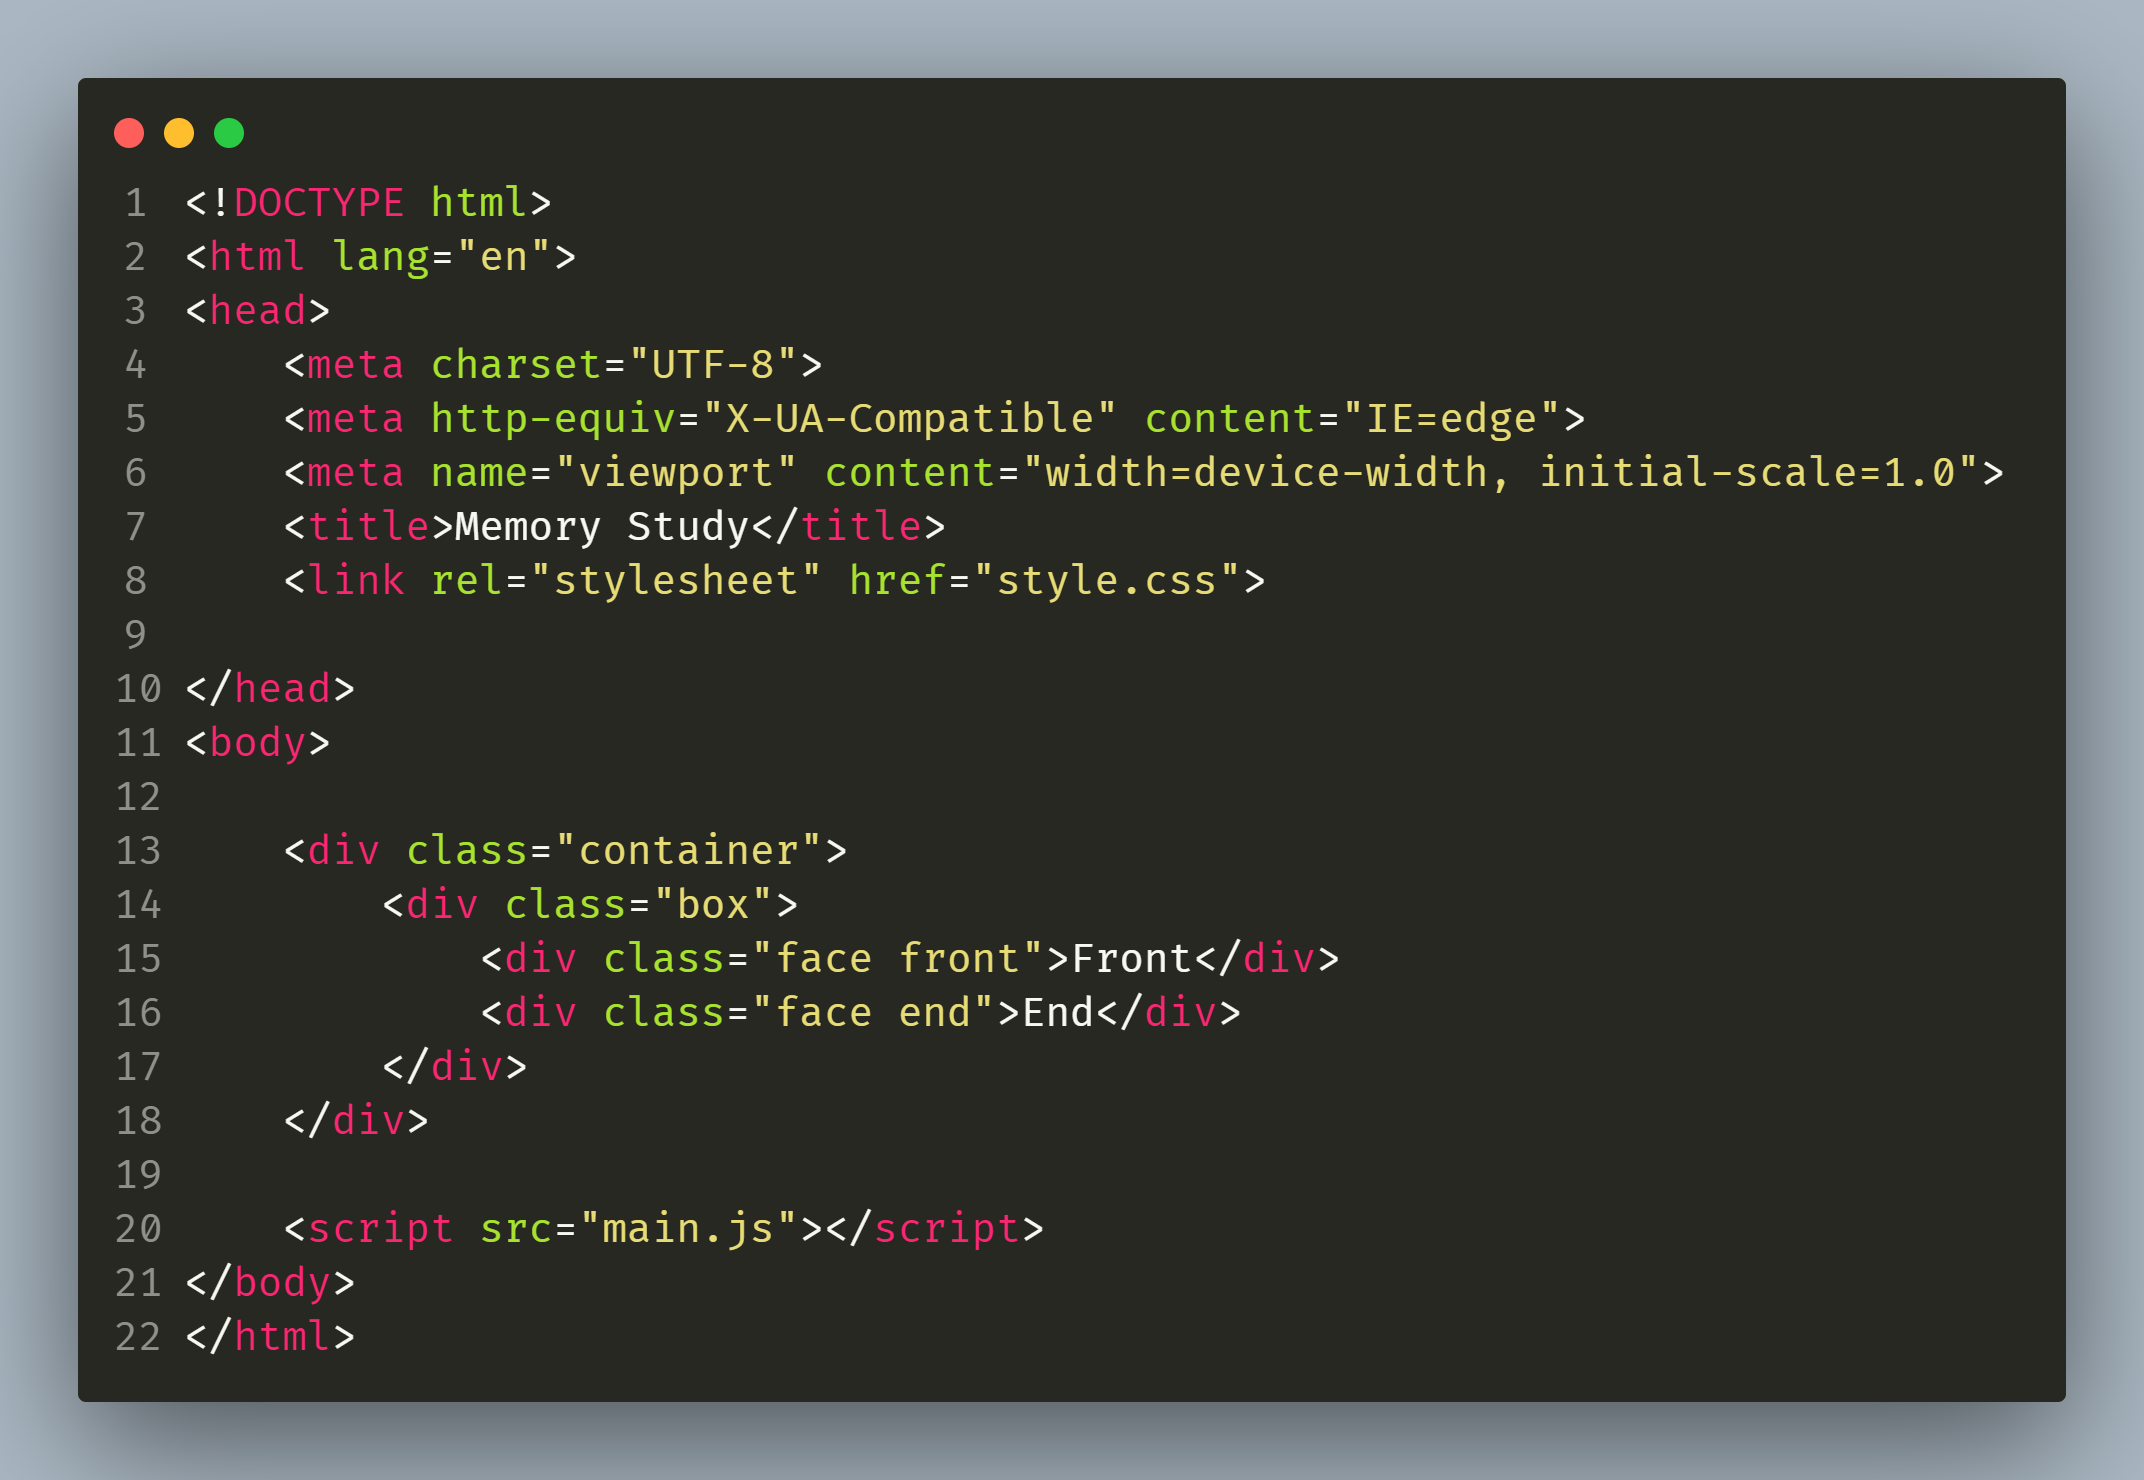 1 <!DOCTYPE html>
2 <html lang="en">
3 <head>
4     <meta charset="UTF-8">
5     <meta http-equiv="X-UA-Compatible" content="IE=edge">
6     <meta name="viewport" content="width=device-width, initial-scale=1.0">
7     <title>Memory Study</title>
8     <link rel="stylesheet" href="style.css">
9
10 </head>
11 <body>
12
13     <div class="container">
14         <div class="box">
15             <div class="face front">Front</div>
16             <div class="face end">End</div>
17         </div>
18     </div>
19
20     <script src="main.js"></script>
21 </body>
22 </html>